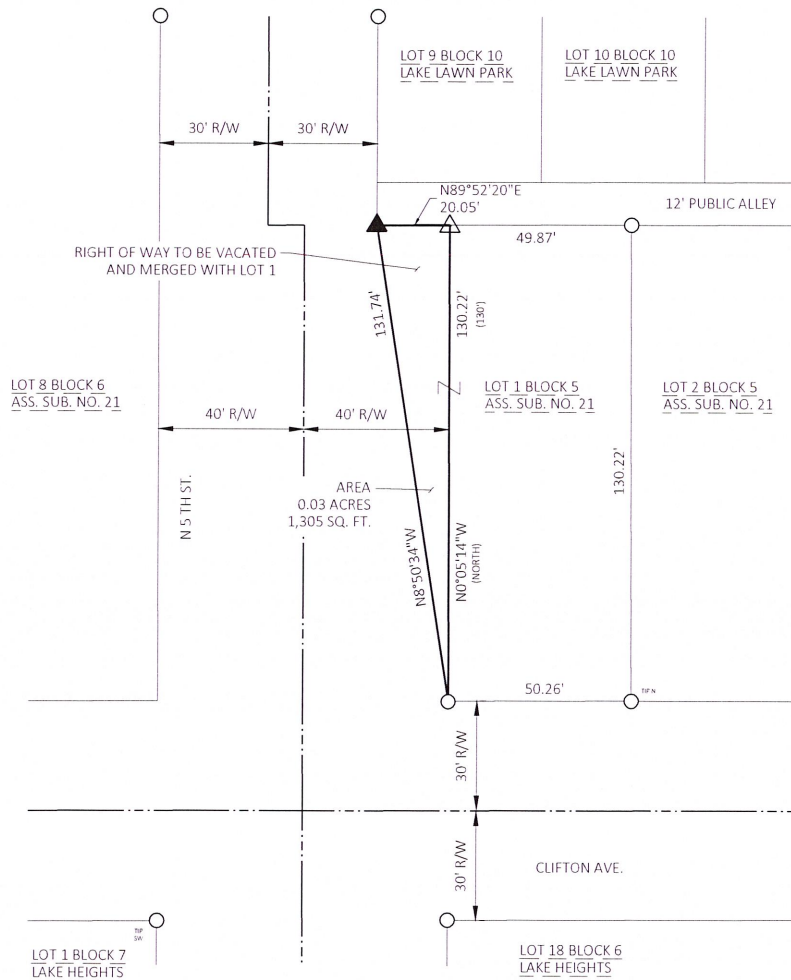 LOT 9 BLOCK 10
LAKE LAWN PARK
LOT 10 BLOCK 10
LAKE LAWN PARK
30' R/W
30' R/W
N89°52'20"E
20.05'
12' PUBLIC ALLEY
49.87'
RIGHT OF WAY TO BE VACATED
AND MERGED WITH LOT 1
131.74'
130.22'
(130')
LOT 8 BLOCK 6
ASS. SUB. NO. 21
LOT 1 BLOCK 5
ASS. SUB. NO. 21
LOT 2 BLOCK 5
ASS. SUB. NO. 21
40' R/W
40' R/W
130.22'
N 5 TH ST.
AREA
0.03 ACRES
1,305 SQ. FT.
N8°50'34"W
N0°05'14"W
(NORTH)
50.26'
TIP N
30' R/W
30' R/W
CLIFTON AVE.
TIP
SW
LOT 1 BLOCK 7
LAKE HEIGHTS
LOT 18 BLOCK 6
LAKE HEIGHTS